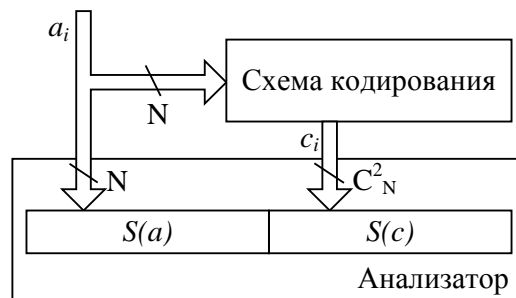 a_i
Схема кодирования
N
c_i
N
C²_N
S(a)
S(c)
Анализатор